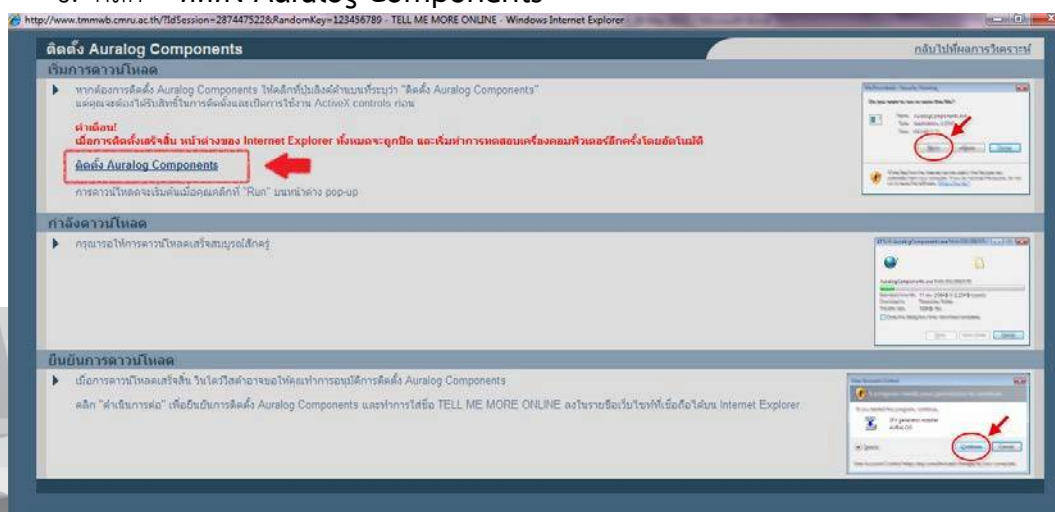 ติดตั้ง Auralog Components
http://www.tmmwb.cmru.ac.th/?IdSession=287447522&RandomKey=123456789 - TELL ME MORE ONLINE - Windows Internet Explorer
ติดตั้ง Auralog Components
กลับไปที่ผลการวิเคราะห์
เริ่มการดาวน์โหลด
หากต้องการติดตั้ง Auralog Components ให้คลิกที่ปุ่มลิงค์ด้านบนที่ระบุว่า "ติดตั้ง Auralog Components"
แต่คุณจะต้องได้รับสิทธิ์ในการติดตั้งและเปิดการใช้งาน ActiveX controls ก่อน
คำเตือน!
เมื่อการติดตั้งเสร็จสิ้น หน้าต่างของ Internet Explorer ทั้งหมดจะถูกปิด และเริ่มทำการทดสอบเครื่องคอมพิวเตอร์อีกครั้งโดยอัตโนมัติ
ติดตั้ง Auralog Components
การดาวน์โหลดจะเริ่มต้นเมื่อคุณคลิกที่ "Run" บนหน้าต่าง pop-up
กำลังดาวน์โหลด
กรุณารอให้การดาวน์โหลดเสร็จสมบูรณ์สักครู่
ยืนยันการดาวน์โหลด
เมื่อการดาวน์โหลดเสร็จสิ้น วินโดว์วิสต้าอาจขอให้คุณทำการอนุมัติการติดตั้ง Auralog Components
คลิก "ดำเนินการต่อ" เพื่อยืนยันการติดตั้ง Auralog Components และทำการใส่ชื่อ TELL ME MORE ONLINE ลงในรายชื่อเว็บไซท์ที่เชื่อถือได้บน Internet Explorer